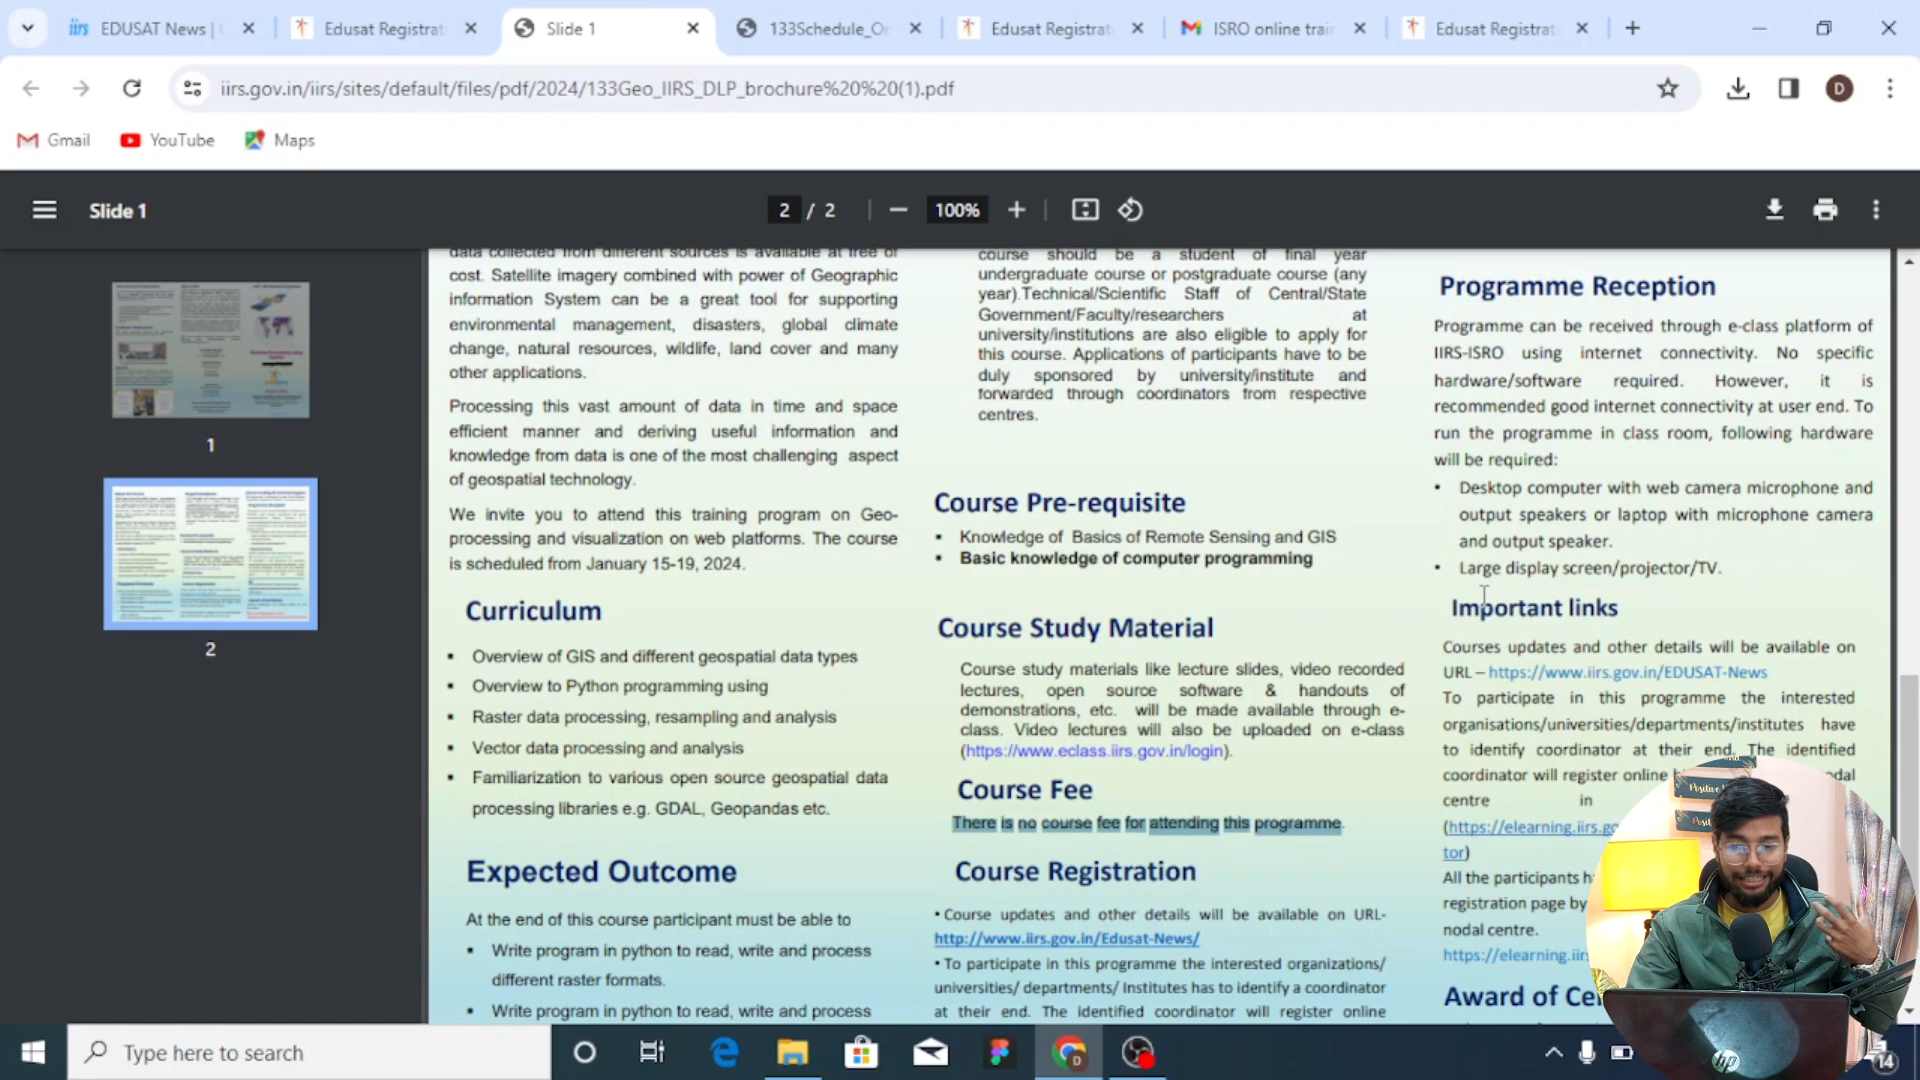 EDUSAT News |
Edusat Registrat
Slide 1
133Schedule_On
Edusat Registrat
ISRO online train
Edusat Registrat
iirs.gov.in/iirs/sites/default/files/pdf/2024/133Geo_IIRS_DLP_brochure%20%20(1).pdf
D
Gmail
YouTube
Maps
Slide 1
2 / 2
100%
1
2
data collected from different sources is available at free of
cost. Satellite imagery combined with power of Geographic
information System can be a great tool for supporting
environmental management, disasters, global climate
change, natural resources, wildlife, land cover and many
other applications.
Processing this vast amount of data in time and space
efficient manner and deriving useful information and
knowledge from data is one of the most challenging aspect
of geospatial technology.
We invite you to attend this training program on Geo-
processing and visualization on web platforms. The course
is scheduled from January 15-19, 2024.
Curriculum
▪ Overview of GIS and different geospatial data types
▪ Overview to Python programming using
▪ Raster data processing, resampling and analysis
▪ Vector data processing and analysis
▪ Familiarization to various open source geospatial data
processing libraries e.g. GDAL, Geopandas etc.
Expected Outcome
At the end of this course participant must be able to
▪ Write program in python to read, write and process
different raster formats.
▪ Write program in python to read, write and process
course should be a student of final year
undergraduate course or postgraduate course (any
year).Technical/Scientific Staff of Central/State
Government/Faculty/researchers at
university/institutions are also eligible to apply for
this course. Applications of participants have to be
duly sponsored by university/institute and
forwarded through coordinators from respective
centres.
Course Pre-requisite
▪ Knowledge of Basics of Remote Sensing and GIS
▪ Basic knowledge of computer programming
Course Study Material
Course study materials like lecture slides, video recorded
lectures, open source software & handouts of
demonstrations, etc. will be made available through e-
class. Video lectures will also be uploaded on e-class
(https://www.eclass.iirs.gov.in/login).
Course Fee
There is no course fee for attending this programme.
Course Registration
• Course updates and other details will be available on URL-
http://www.iirs.gov.in/Edusat-News/
• To participate in this programme the interested organizations/
universities/ departments/ Institutes has to identify a coordinator
at their end. The identified coordinator will register online
Programme Reception
Programme can be received through e-class platform of
IIRS-ISRO using internet connectivity. No specific
hardware/software required. However, it is
recommended good internet connectivity at user end. To
run the programme in class room, following hardware
will be required:
• Desktop computer with web camera microphone and
output speakers or laptop with microphone camera
and output speaker.
• Large display screen/projector/TV.
Important links
Courses updates and other details will be available on
URL – https://www.iirs.gov.in/EDUSAT-News
To participate in this programme the interested
organisations/universities/departments/institutes have
to identify coordinator at their end. The identified
coordinator will register online
centre in
(https://elearning.iirs.go
tor)
All the participants
registration page by
nodal centre.
https://elearning.iirs
Award of Ce
Positive
Type here to search
D
hp
14